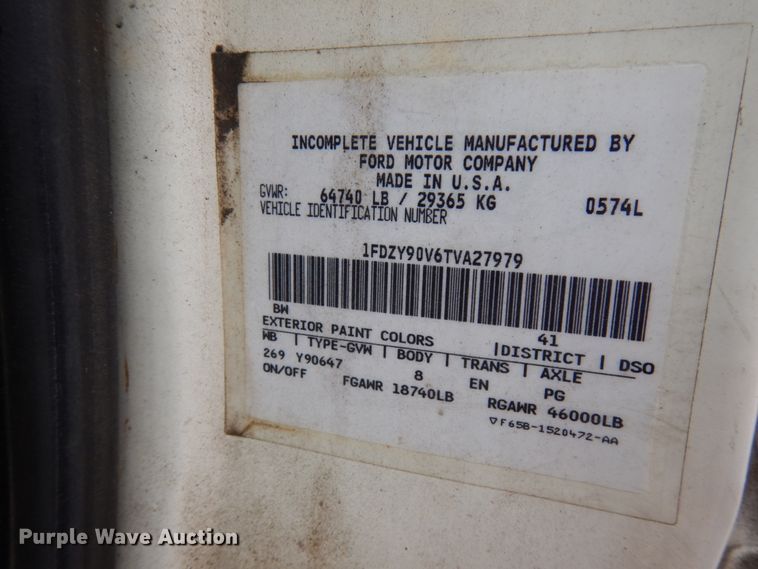 INCOMPLETE VEHICLE MANUFACTURED BY
FORD MOTOR COMPANY
MADE IN U.S.A.
GVWR: 64740 LB / 29365 KG 0574L
VEHICLE IDENTIFICATION NUMBER
1FDZY90V6TVA27979
BW 41
EXTERIOR PAINT COLORS |DISTRICT | DSO
WB | TYPE-GVW | BODY | TRANS | AXLE
269 Y90647 8 EN PG
ON/OFF FGAWR 18740LB RGAWR 46000LB
▽F65B-1520472-AA
Purple Wave Auction